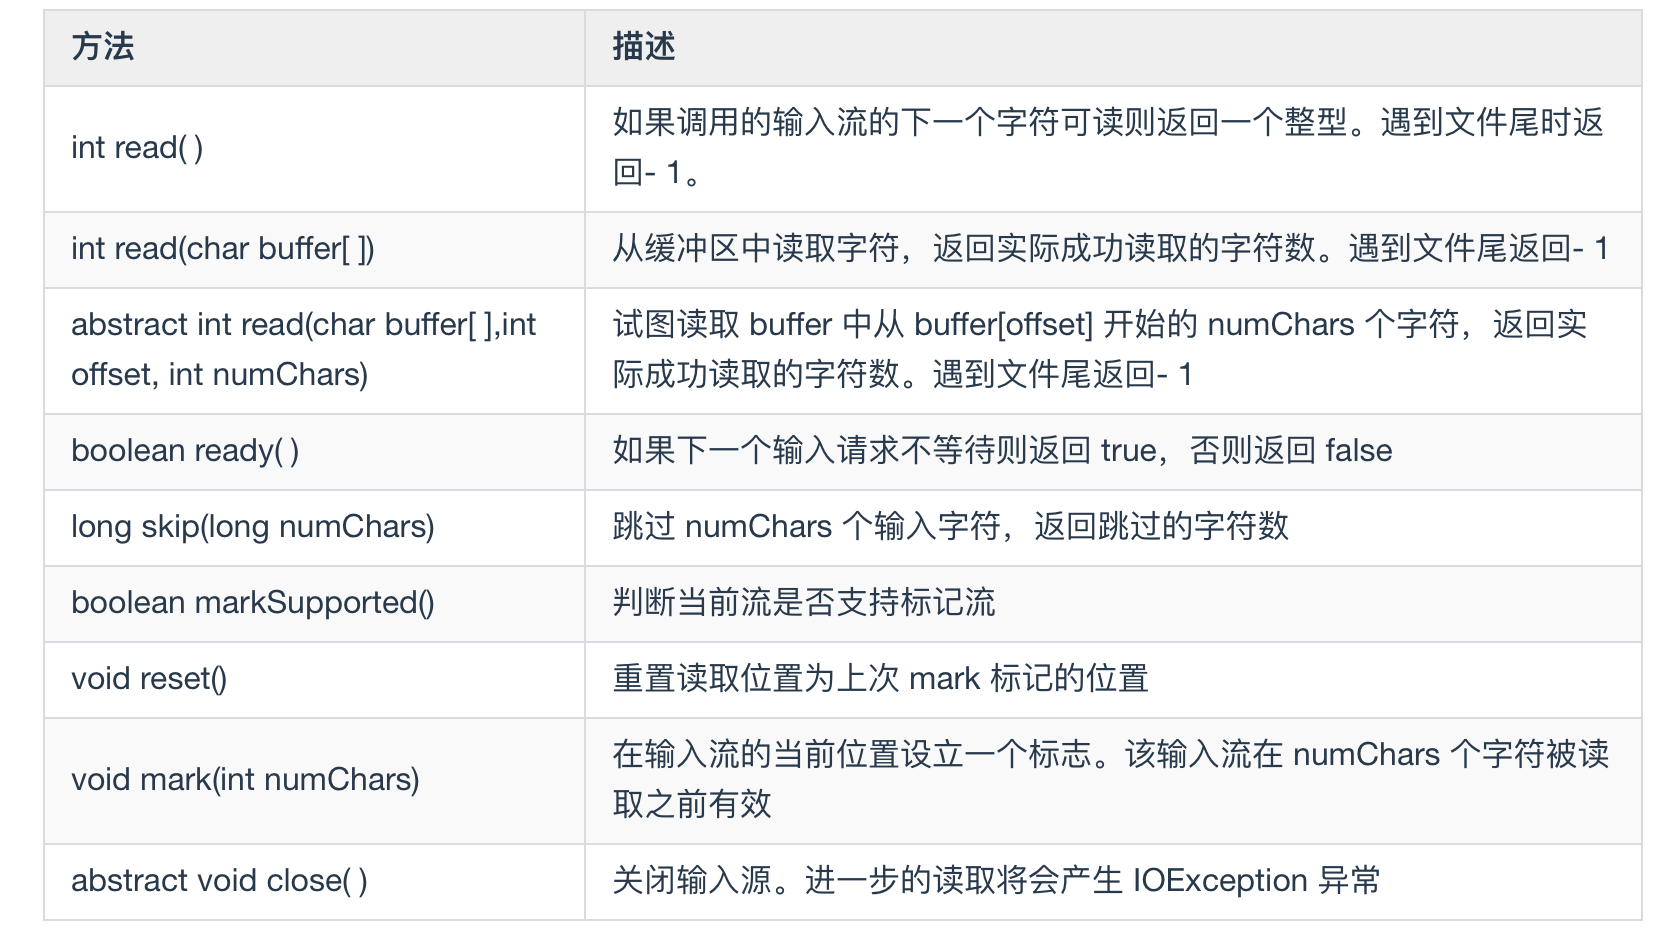 方法
描述
int read( )
如果调用的输入流的下一个字符可读则返回一个整型。遇到文件尾时返
回- 1。
int read(char buffer[ ])
从缓冲区中读取字符，返回实际成功读取的字符数。遇到文件尾返回- 1
abstract int read(char buffer[ ],int
offset, int numChars)
试图读取 buffer 中从 buffer[offset] 开始的 numChars 个字符，返回实
际成功读取的字符数。遇到文件尾返回- 1
boolean ready( )
如果下一个输入请求不等待则返回 true，否则返回 false
long skip(long numChars)
跳过 numChars 个输入字符，返回跳过的字符数
boolean markSupported()
判断当前流是否支持标记流
void reset()
重置读取位置为上次 mark 标记的位置
void mark(int numChars)
在输入流的当前位置设立一个标志。该输入流在 numChars 个字符被读
取之前有效
abstract void close( )
关闭输入源。进一步的读取将会产生 IOException 异常